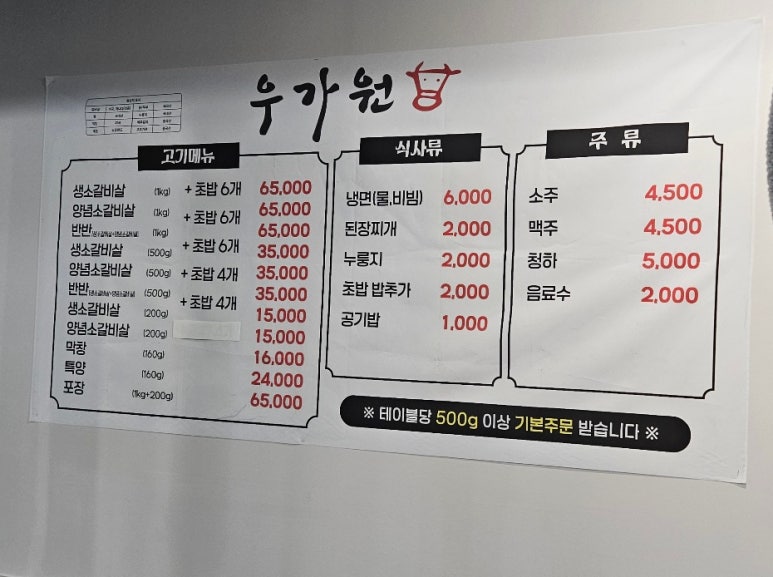 우가원
고기메뉴
생소갈비살 (1kg) + 초밥 6개 65,000
양념소갈비살 (1kg) + 초밥 6개 65,000
반반 (1kg) + 초밥 6개 65,000
생소갈비살 (500g) + 초밥 4개 35,000
양념소갈비살 (500g) + 초밥 4개 35,000
반반 (500g) 35,000
생소갈비살 (200g) 15,000
양념소갈비살 (200g) 15,000
막창 (160g) 16,000
특양 (160g) 24,000
포장 (1kg+200g) 65,000
식사류
냉면(물,비빔) 6,000
된장찌개 2,000
누룽지 2,000
초밥 밥추가 2,000
공기밥 1,000
주 류
소주 4,500
맥주 4,500
청하 5,000
음료수 2,000
※ 테이블당 500g 이상 기본주문 받습니다 ※